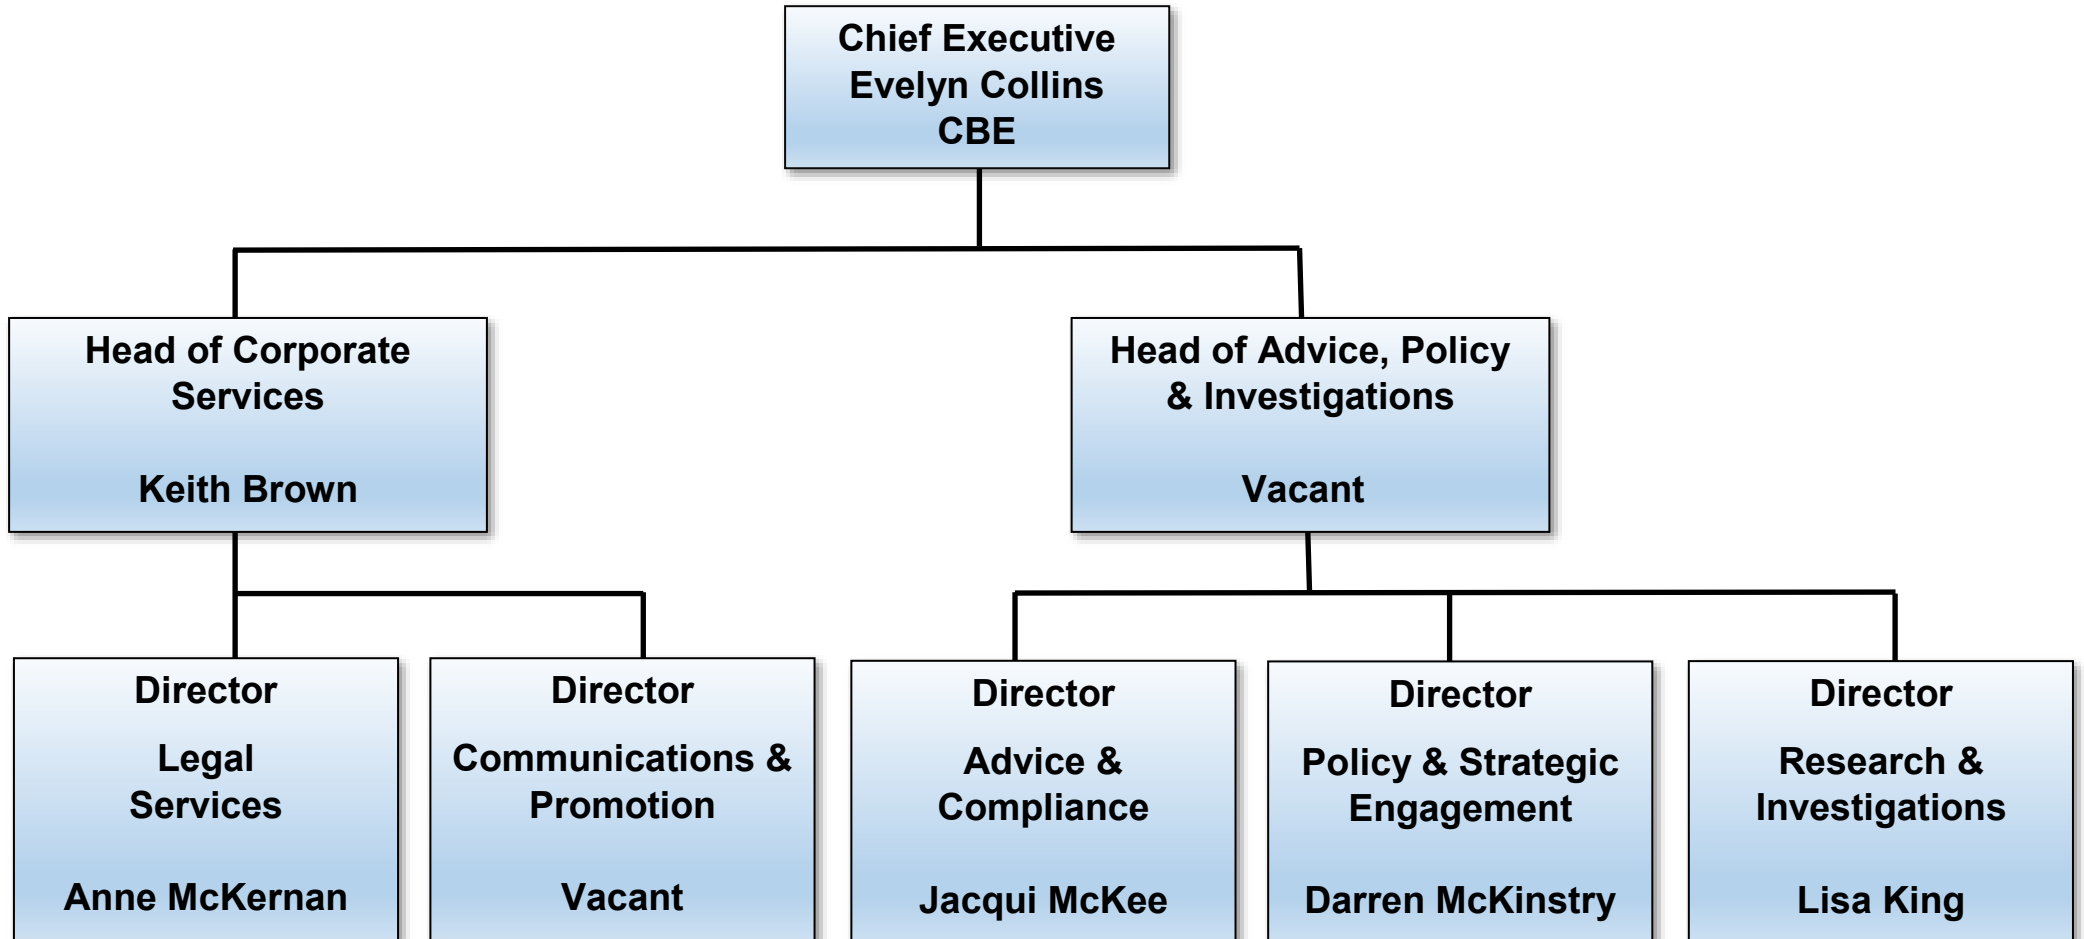 Chief Executive
Evelyn Collins
CBE
Head of Corporate
Services
Keith Brown
Head of Advice, Policy
& Investigations
Vacant
Director
Legal
Services
Anne McKernan
Director
Communications &
Promotion
Vacant
Director
Advice &
Compliance
Jacqui McKee
Director
Policy & Strategic
Engagement
Darren McKinstry
Director
Research &
Investigations
Lisa King